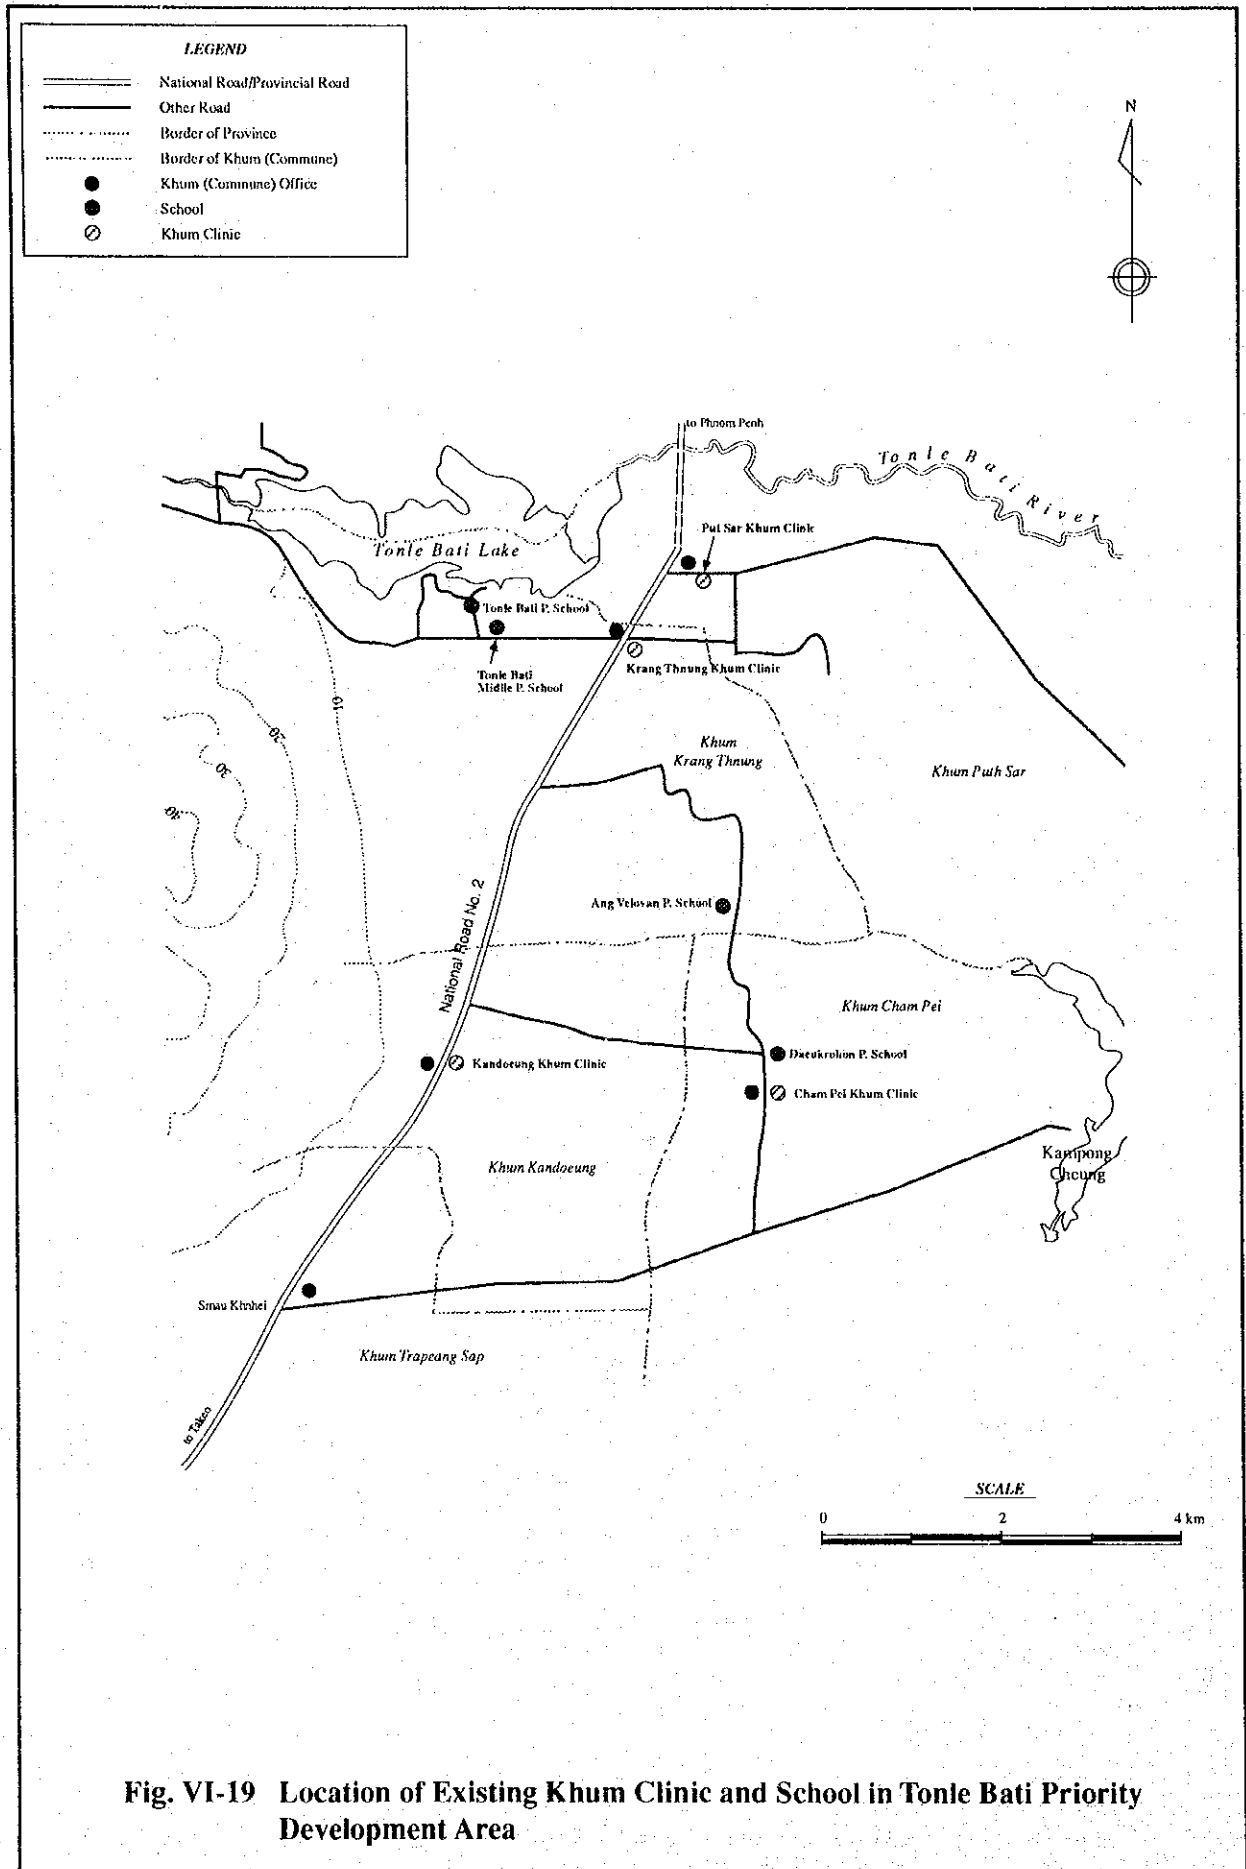 LEGEND
National Road/Provincial Road
Other Road
Border of Province
Border of Khum (Commune)
Khum (Commune) Office
School
Khum Clinic
N
to Phnom Penh
Tonle Bati River
Put Sar Khum Clinic
Tonle Bati Lake
Tonle Bati P. School
Tonle Bati
Midlle P. School
Krang Thnung Khum Clinic
10
20
30
Khum
Krang Thnung
Khum Puth Sar
Ang Velovan P. School
National Road No. 2
Khum Cham Pei
Daeukrohon P. School
Kandoeung Khum Clinic
Cham Pei Khum Clinic
Kampong
Cheung
Khum Kandoeung
Smau Khnhei
Khum Trapeang Sap
to Takeo
SCALE
0 2 4 km
Fig. VI-19 Location of Existing Khum Clinic and School in Tonle Bati Priority
Development Area